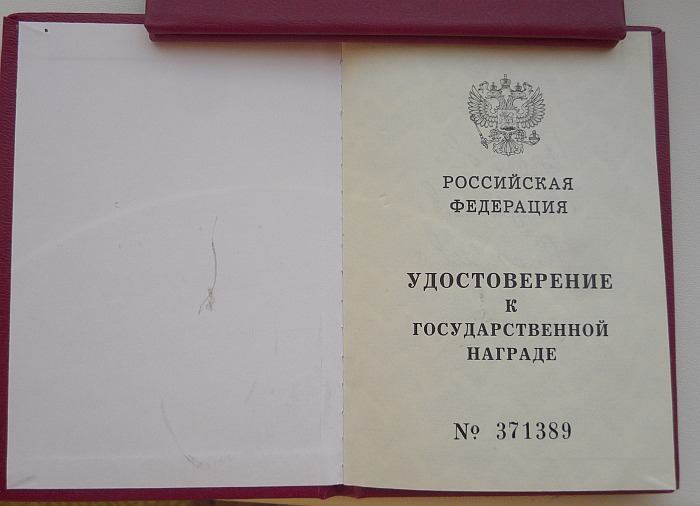 РОССИЙСКАЯ
ФЕДЕРАЦИЯ
УДОСТОВЕРЕНИЕ
К
ГОСУДАРСТВЕННОЙ
НАГРАДЕ
№ 371389